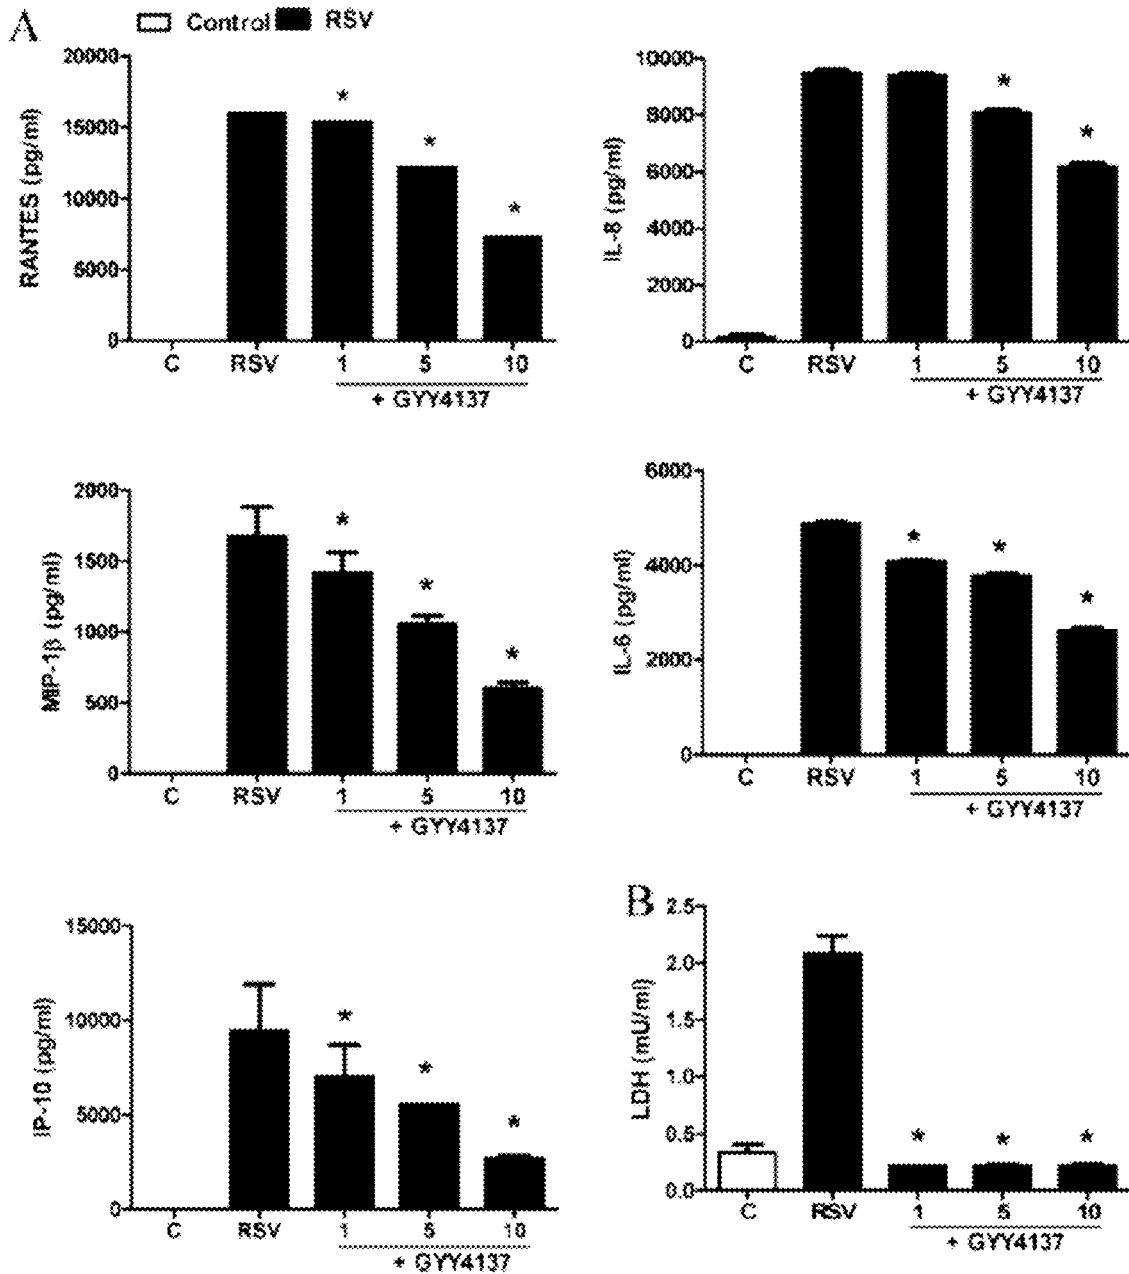 A
Control RSV
RANTES (pg/ml)
20000
15000
10000
5000
0
* * *
C RSV 1 5 10
+ GYY4137
IL-8 (pg/ml)
10000
8000
6000
4000
2000
0
* *
C RSV 1 5 10
+ GYY4137
MIP-1β (pg/ml)
2000
1500
1000
500
0
* * *
C RSV 1 5 10
+ GYY4137
IL-6 (pg/ml)
6000
4000
2000
0
* * *
C RSV 1 5 10
+ GYY4137
IP-10 (pg/ml)
15000
10000
5000
0
* * *
C RSV 1 5 10
+ GYY4137
B
LDH (mU/ml)
2.5
2.0
1.5
1.0
0.5
0.0
* * *
C RSV 1 5 10
+ GYY4137